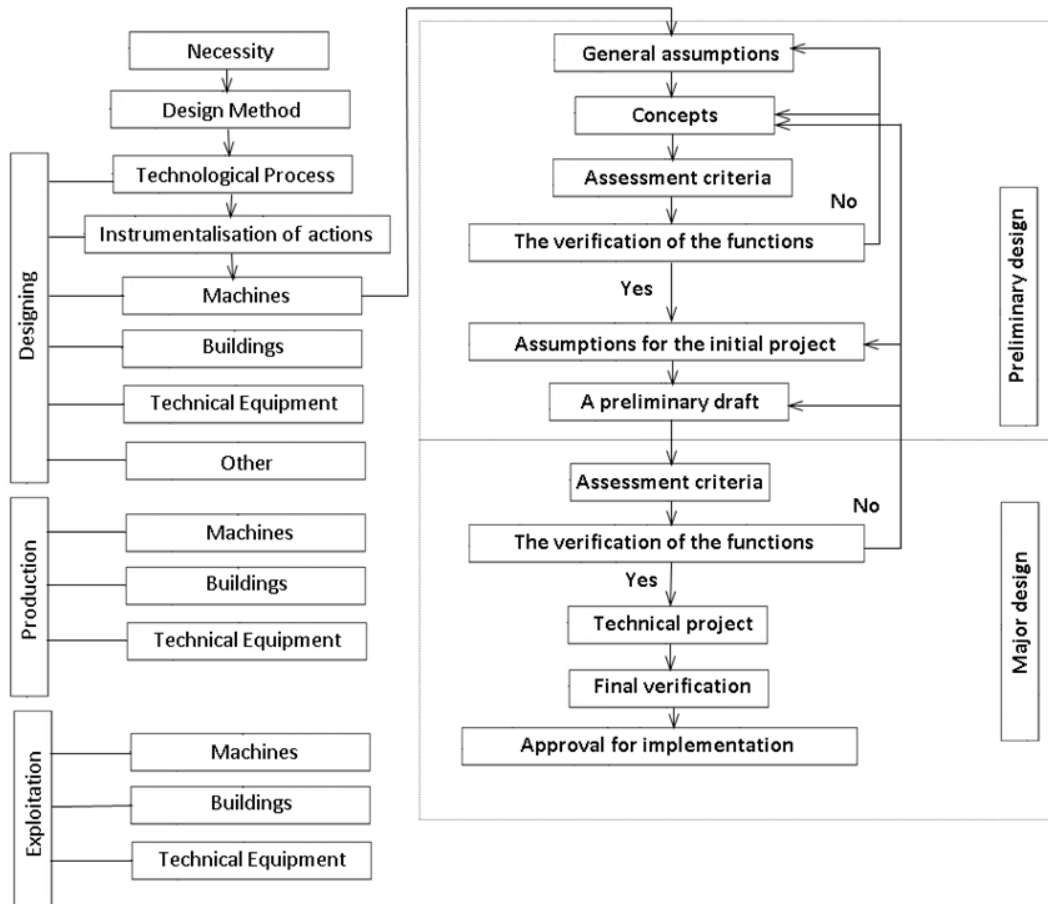 Necessity
Design Method
Technological Process
Instrumentalisation of actions
Machines
Buildings
Technical Equipment
Other
Designing
Machines
Buildings
Technical Equipment
Production
Machines
Buildings
Technical Equipment
Exploitation
General assumptions
Concepts
Assessment criteria
No
The verification of the functions
Yes
Assumptions for the initial project
A preliminary draft
Preliminary design
Assessment criteria
No
The verification of the functions
Yes
Technical project
Final verification
Approval for implementation
Major design